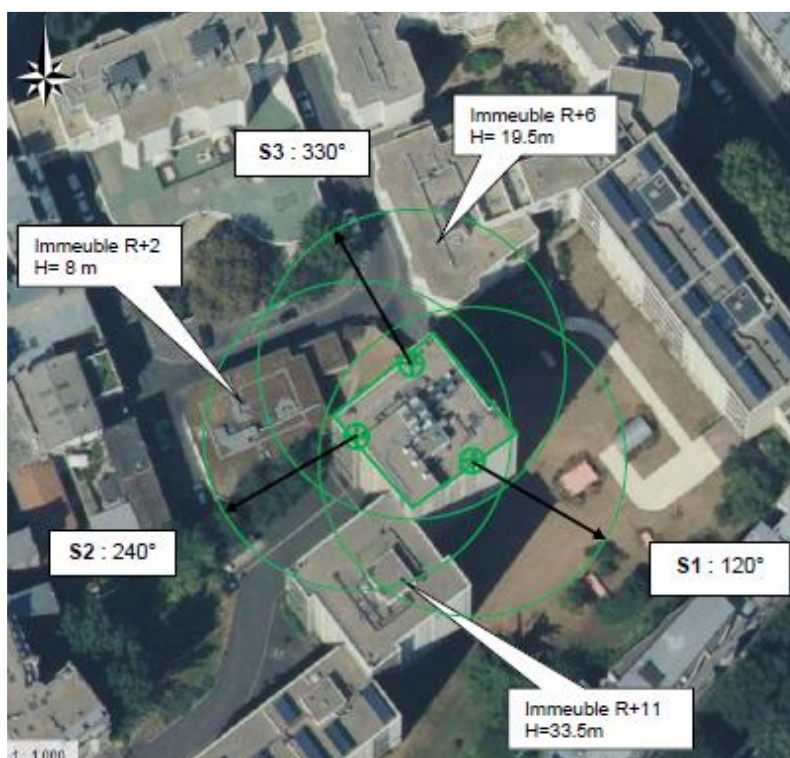 Immeuble R+6
H= 19.5m
S3 : 330°
Immeuble R+2
H= 8 m
S2 : 240°
S1 : 120°
Immeuble R+11
H=33.5m
1 : 1,000